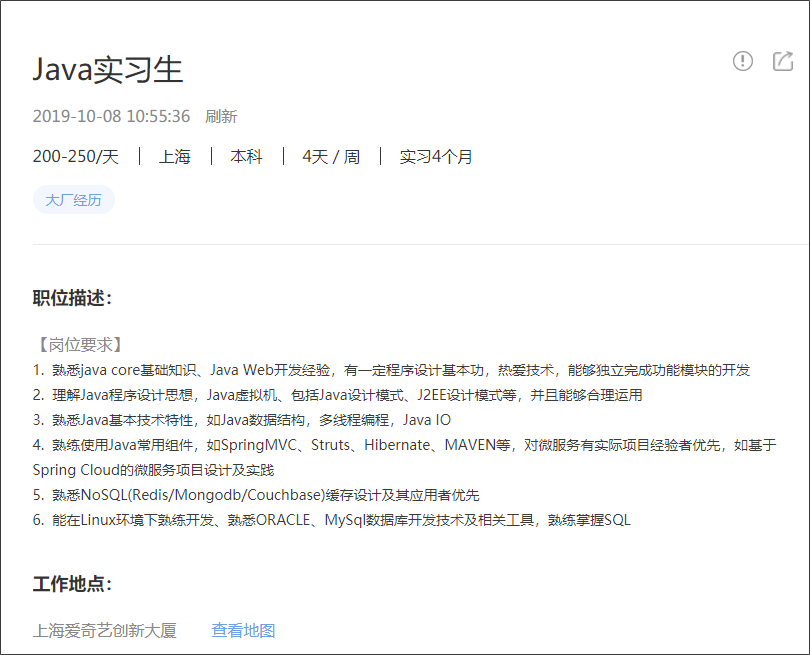 Java实习生
2019-10-08 10:55:36 刷新
200-250/天 | 上海 | 本科 | 4天 / 周 | 实习4个月
大厂经历
职位描述：
【岗位要求】
1. 熟悉java core基础知识、Java Web开发经验，有一定程序设计基本功，热爱技术，能够独立完成功能模块的开发
2. 理解Java程序设计思想，Java虚拟机、包括Java设计模式、J2EE设计模式等，并且能够合理运用
3. 熟悉Java基本技术特性，如Java数据结构，多线程编程，Java IO
4. 熟练使用Java常用组件，如SpringMVC、Struts、Hibernate、MAVEN等，对微服务有实际项目经验者优先，如基于
Spring Cloud的微服务项目设计及实践
5. 熟悉NoSQL(Redis/Mongodb/Couchbase)缓存设计及其应用者优先
6. 能在Linux环境下熟练开发、熟悉ORACLE、MySql数据库开发技术及相关工具，熟练掌握SQL
工作地点：
上海爱奇艺创新大厦 查看地图